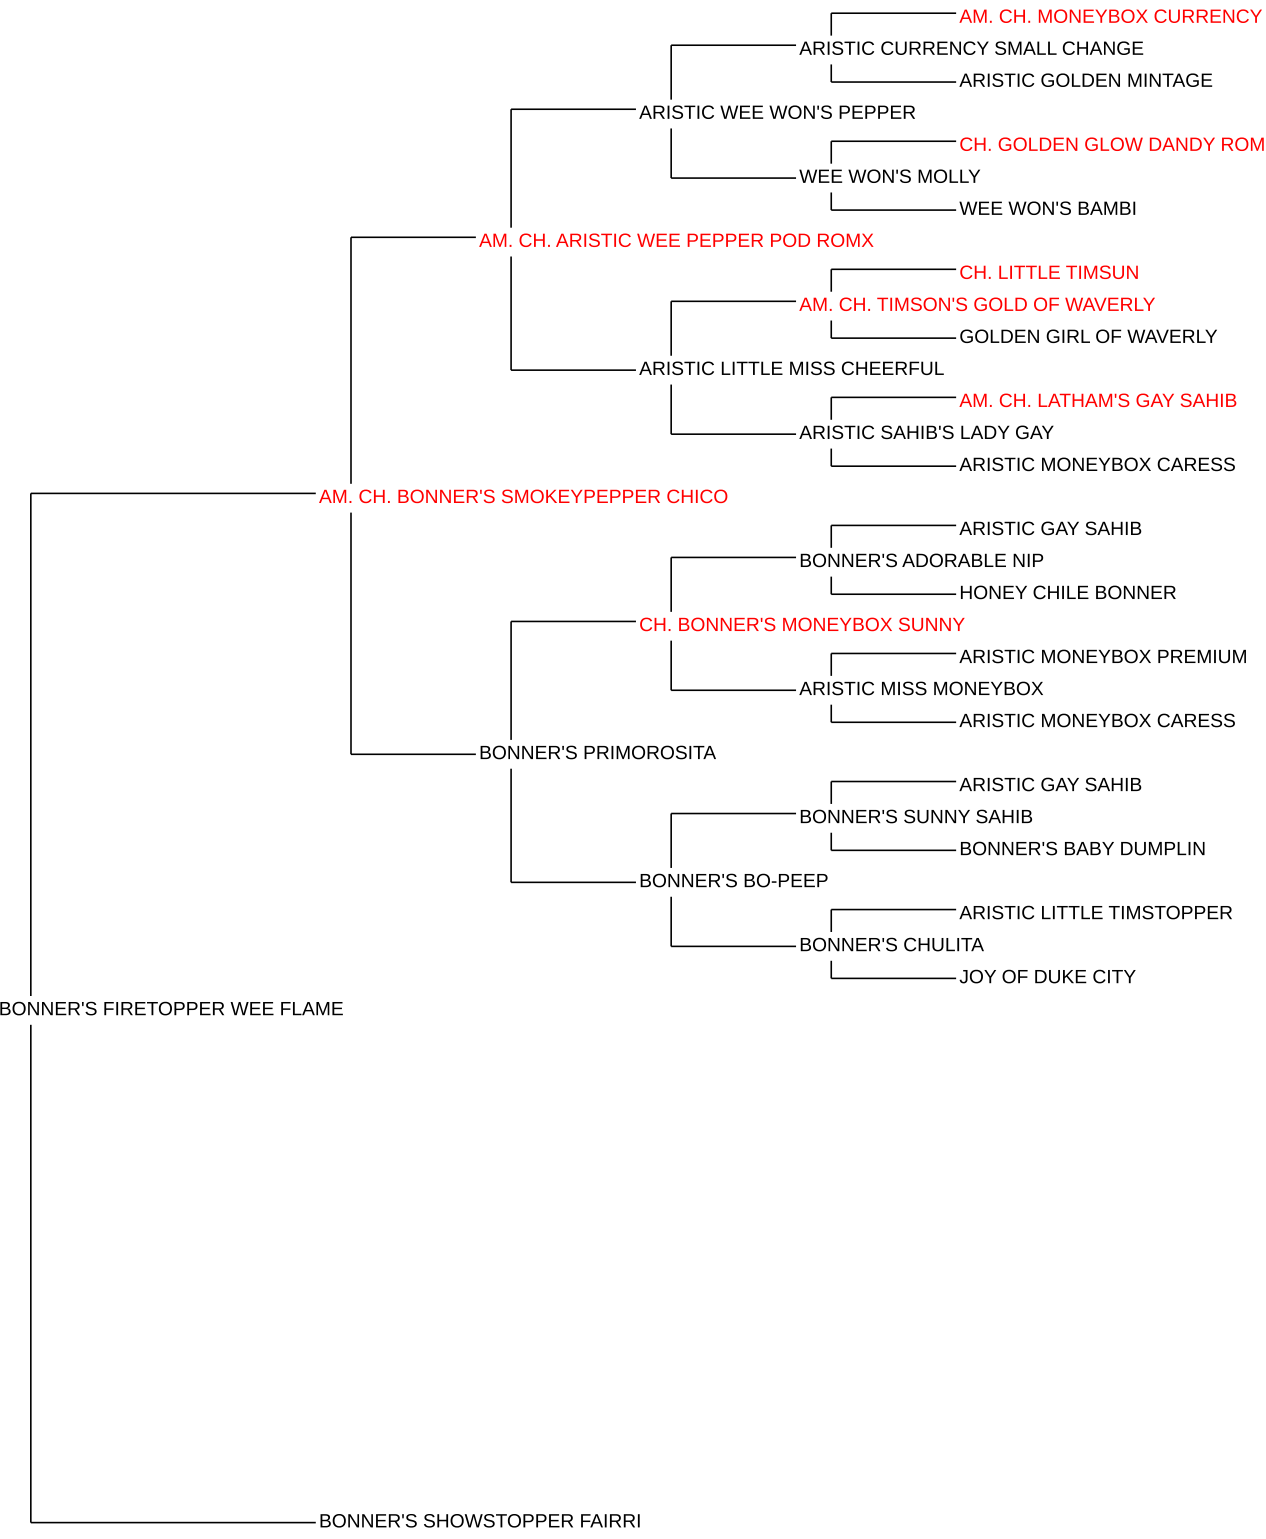 AM. CH. MONEYBOX CURRENCY
ARISTIC CURRENCY SMALL CHANGE
ARISTIC GOLDEN MINTAGE
ARISTIC WEE WON'S PEPPER
CH. GOLDEN GLOW DANDY ROM
WEE WON'S MOLLY
WEE WON'S BAMBI
AM. CH. ARISTIC WEE PEPPER POD ROMX
CH. LITTLE TIMSUN
AM. CH. TIMSON'S GOLD OF WAVERLY
GOLDEN GIRL OF WAVERLY
ARISTIC LITTLE MISS CHEERFUL
AM. CH. LATHAM'S GAY SAHIB
ARISTIC SAHIB'S LADY GAY
ARISTIC MONEYBOX CARESS
AM. CH. BONNER'S SMOKEYPEPPER CHICO
ARISTIC GAY SAHIB
BONNER'S ADORABLE NIP
HONEY CHILE BONNER
CH. BONNER'S MONEYBOX SUNNY
ARISTIC MONEYBOX PREMIUM
ARISTIC MISS MONEYBOX
ARISTIC MONEYBOX CARESS
BONNER'S PRIMOROSITA
ARISTIC GAY SAHIB
BONNER'S SUNNY SAHIB
BONNER'S BABY DUMPLIN
BONNER'S BO-PEEP
ARISTIC LITTLE TIMSTOPPER
BONNER'S CHULITA
JOY OF DUKE CITY
BONNER'S FIRETOPPER WEE FLAME
BONNER'S SHOWSTOPPER FAIRRI